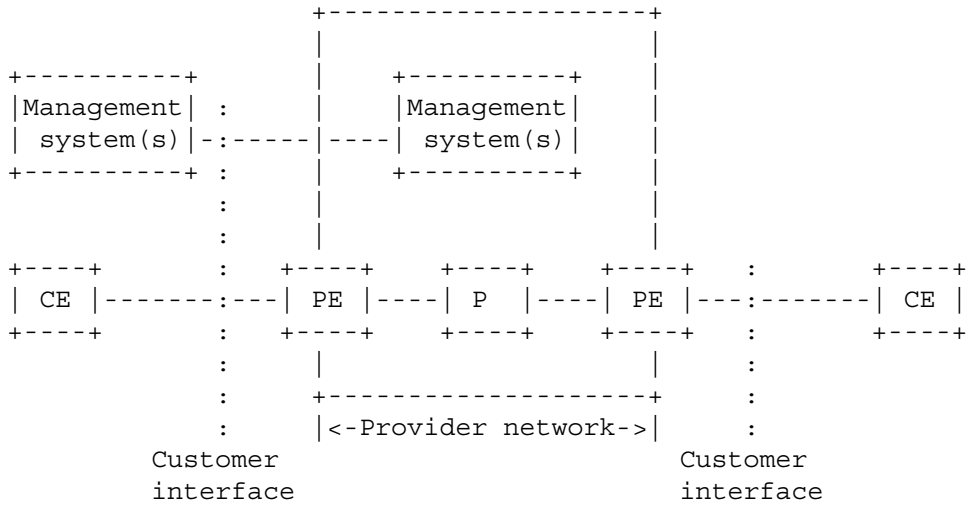 Management Management
system(s) system(s)
CE PE P PE CE
<-Provider network->
Customer Customer
interface interface